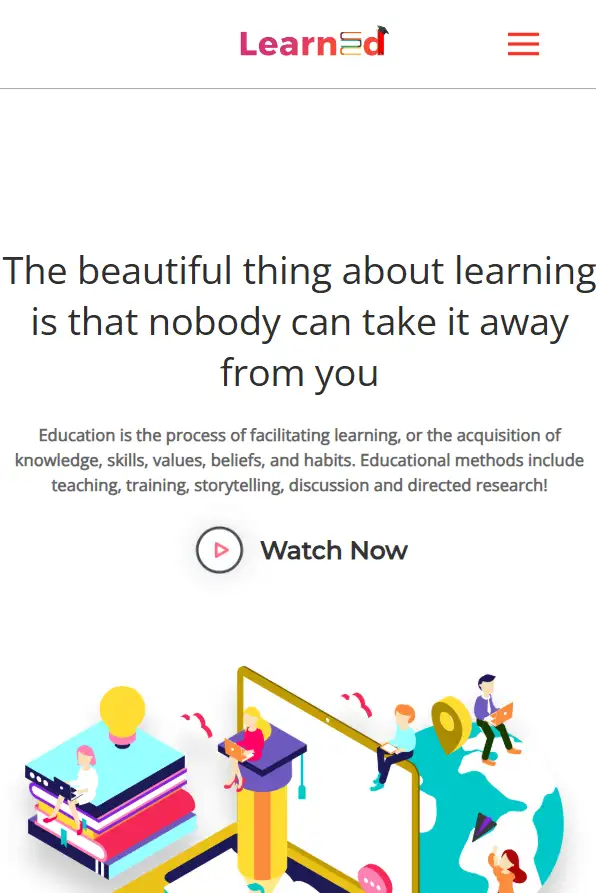 LearnEd
The beautiful thing about learning
is that nobody can take it away
from you
Education is the process of facilitating learning, or the acquisition of
knowledge, skills, values, beliefs, and habits. Educational methods include
teaching, training, storytelling, discussion and directed research!
Watch Now